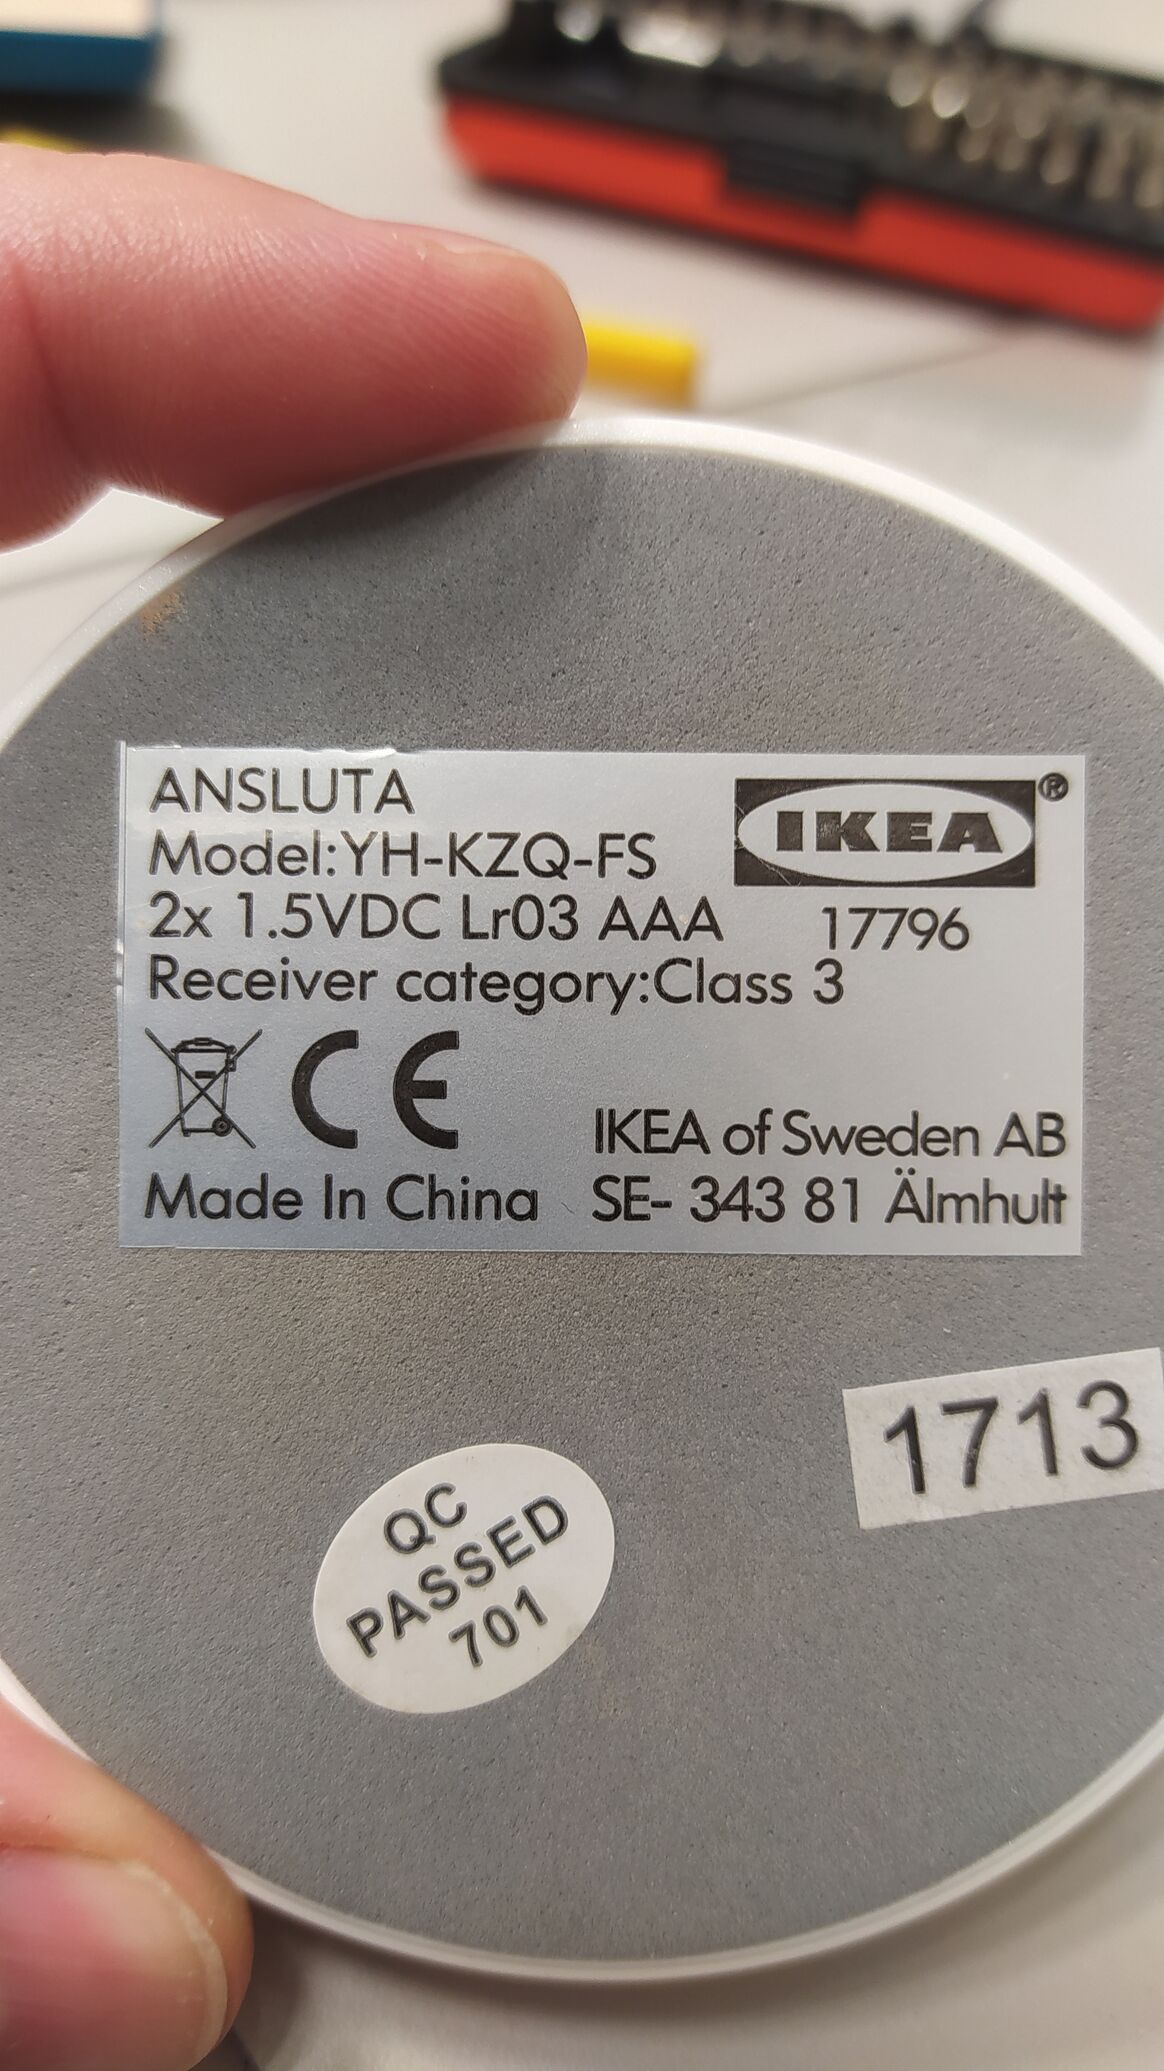 ANSLUTA
Model:YH-KZQ-FS
IKEA®
2x 1.5VDC Lr03 AAA
17796
Receiver category:Class 3
CE
IKEA of Sweden AB
Made In China
SE- 343 81 Älmhult
1713
QC
PASSED
701